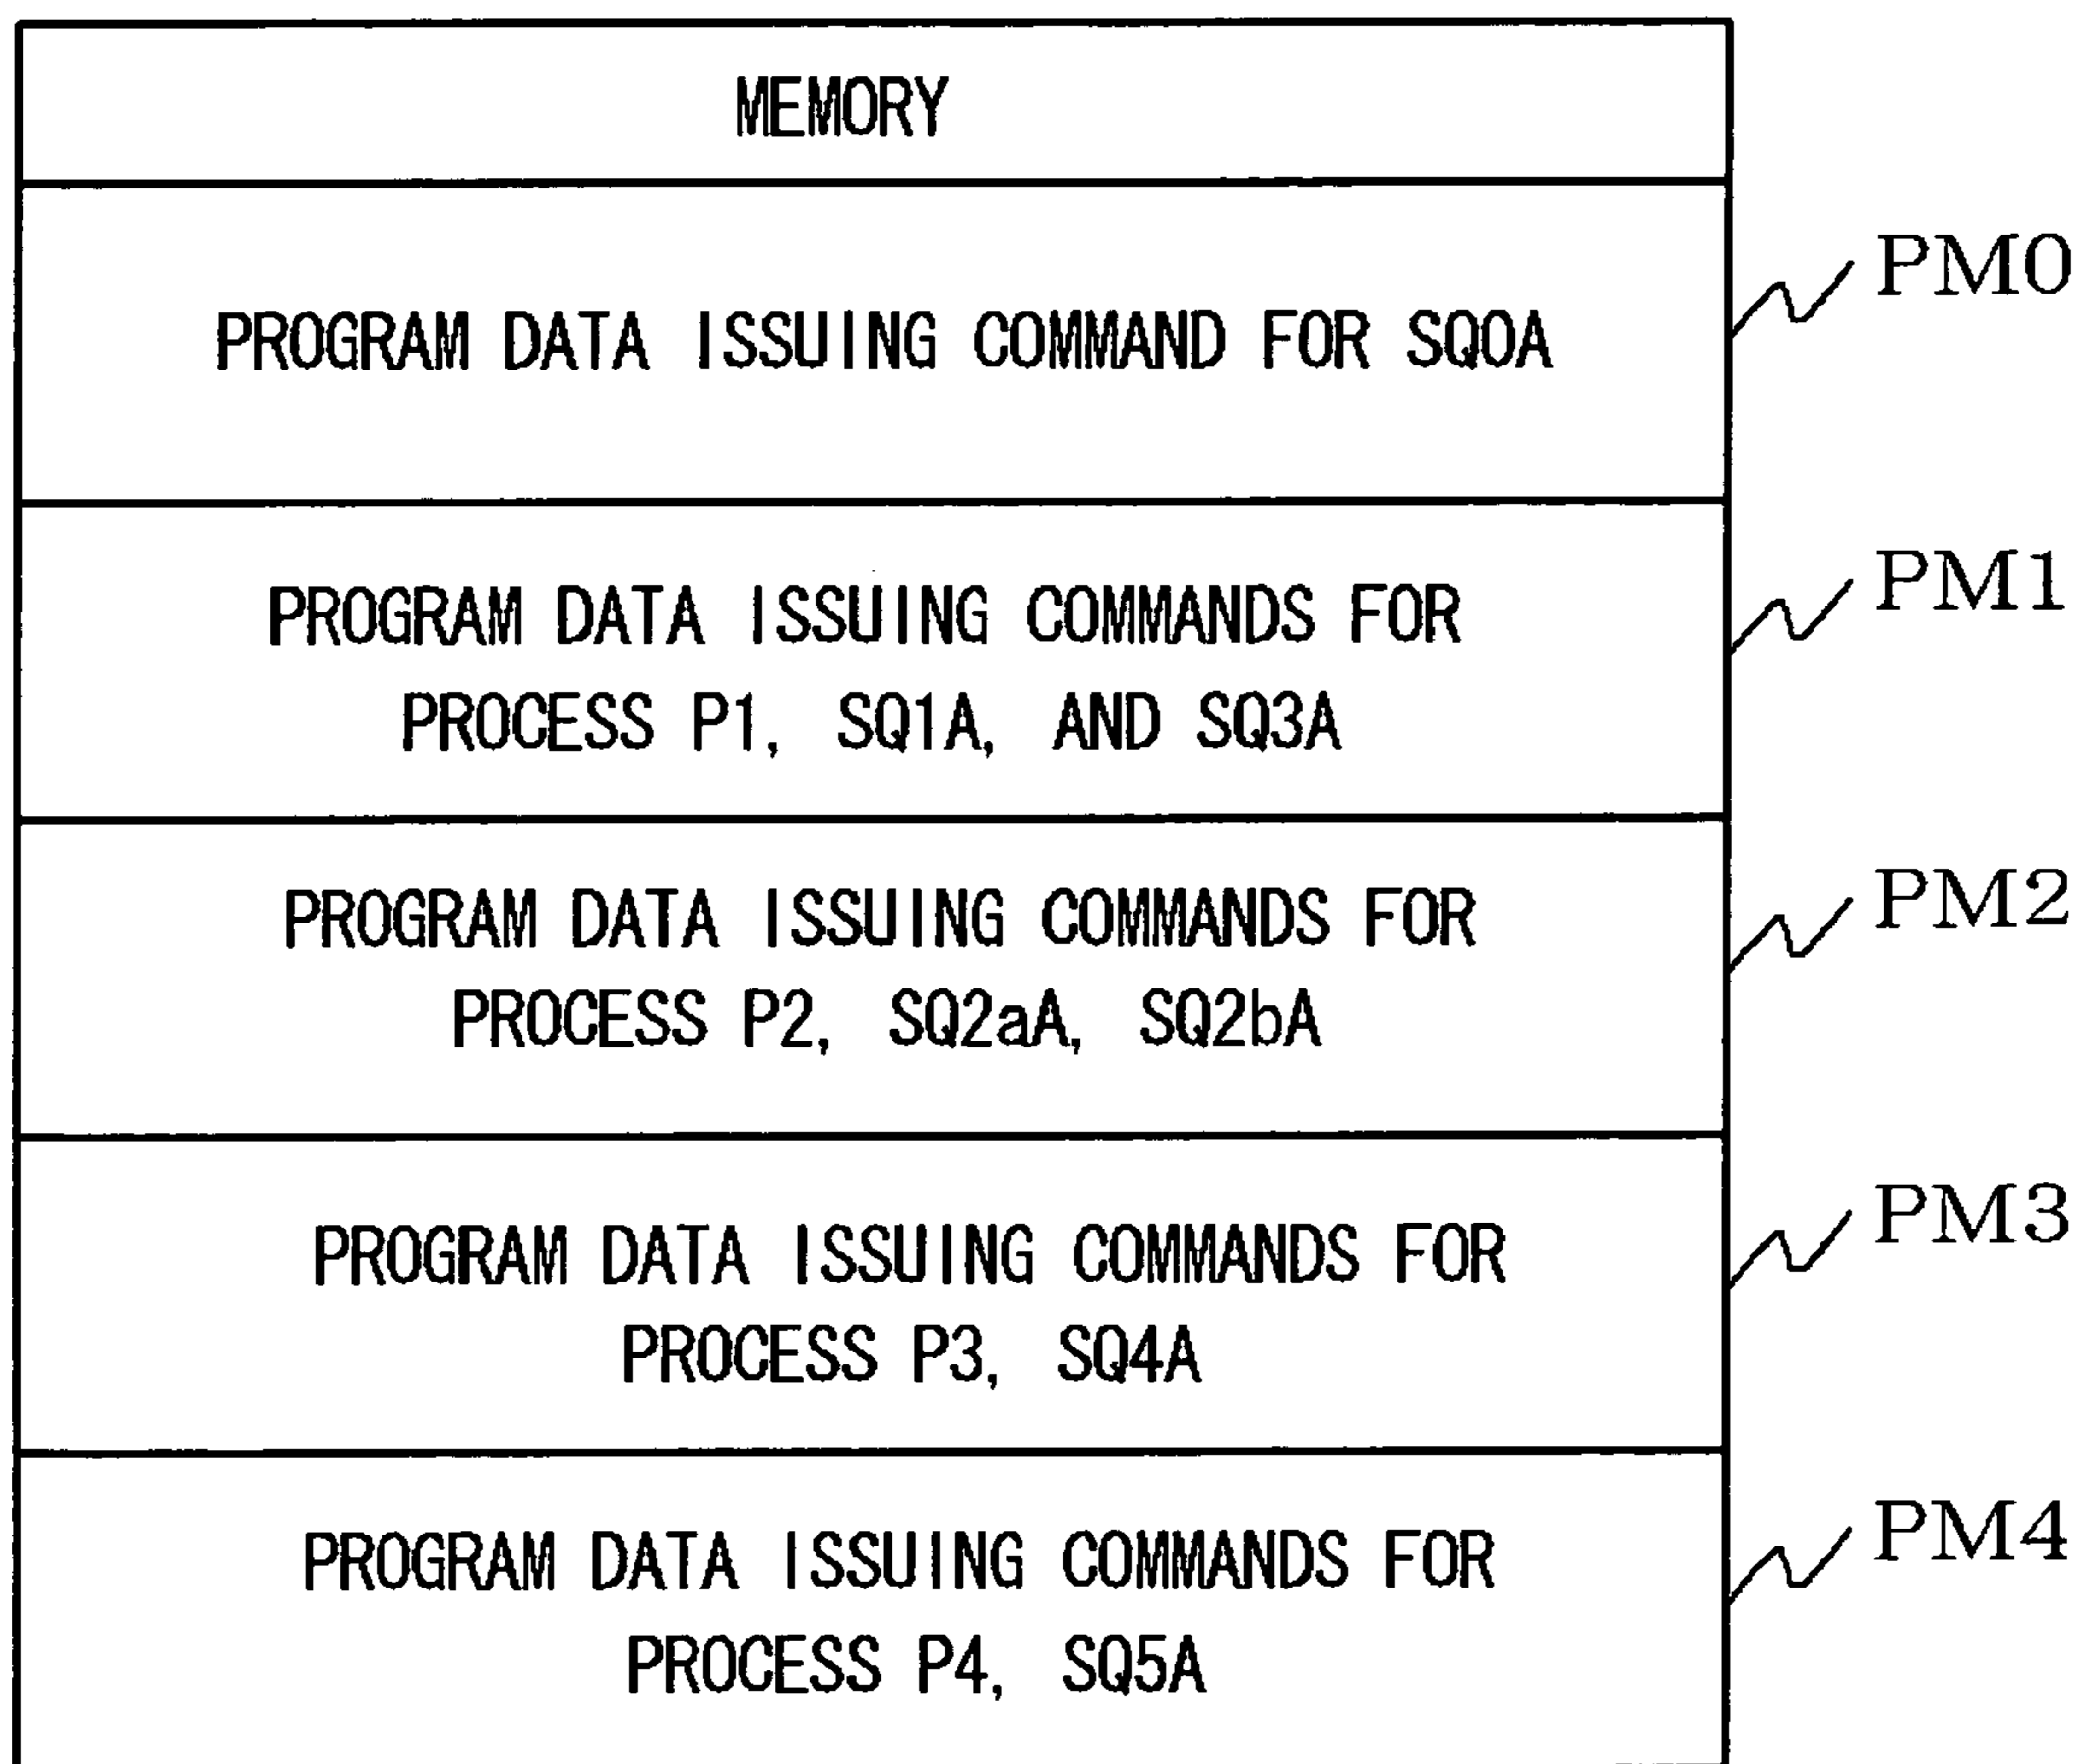 MEMORY
PROGRAM DATA ISSUING COMMAND FOR SQ0A
PM0
PROGRAM DATA ISSUING COMMANDS FOR
PROCESS P1, SQ1A, AND SQ3A
PM1
PROGRAM DATA ISSUING COMMANDS FOR
PROCESS P2, SQ2aA, SQ2bA
PM2
PROGRAM DATA ISSUING COMMANDS FOR
PROCESS P3, SQ4A
PM3
PROGRAM DATA ISSUING COMMANDS FOR
PROCESS P4, SQ5A
PM4